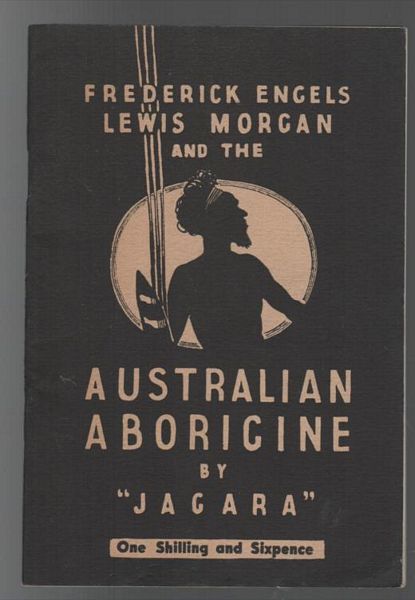 FREDERICK ENGELS
LEWIS MORGAN
AND THE
AUSTRALIAN
ABORIGINE
BY
"JAGARA"
One Shilling and Sixpence